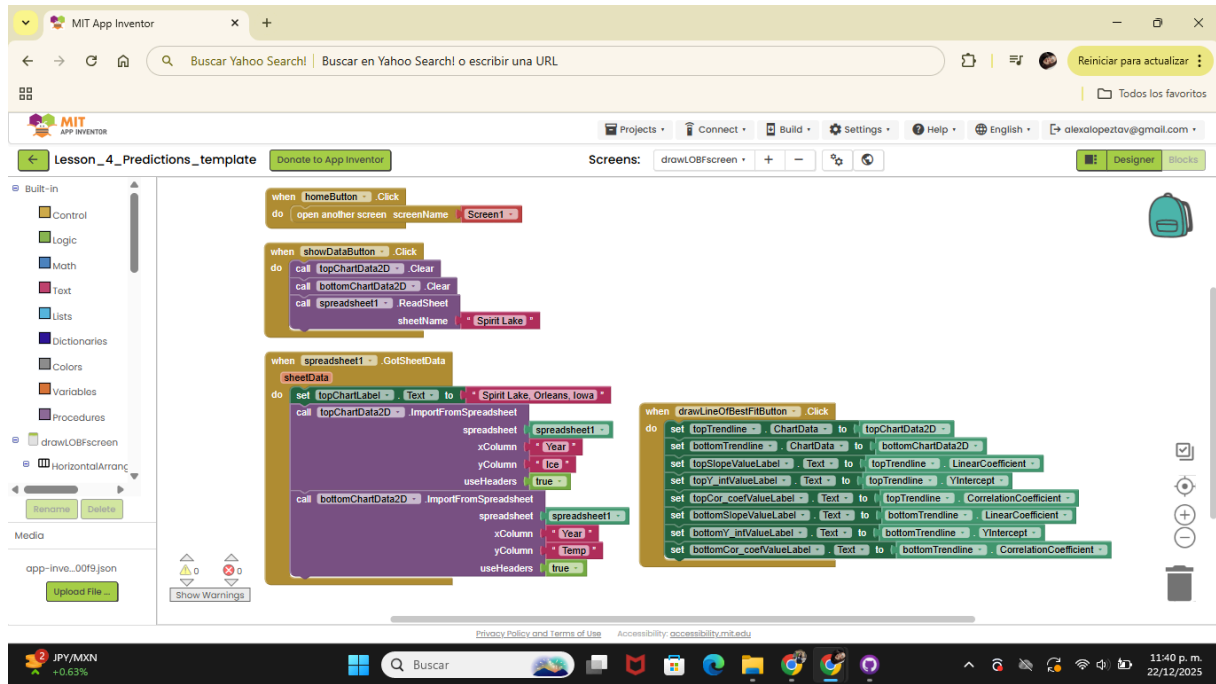 MIT App Inventor
Buscar Yahoo Search! | Buscar en Yahoo Search! o escribir una URL
Reiniciar para actualizar
Todos los favoritos
MIT
APP INVENTOR
Projects Connect Build Settings Help English alexalopeztav@gmail.com
Lesson_4_Predictions_template Donate to App Inventor Screens: drawLOBFscreen + − Designer Blocks
Built-in
Control
Logic
Math
Text
Lists
Dictionaries
Colors
Variables
Procedures
drawLOBFscreen
HorizontalArrang
Rename Delete
Media
app-inve...00f9.json
Upload File ...
when homeButton .Click
do open another screen screenName Screen1
when showDataButton .Click
do call topChartData2D .Clear
call bottomChartData2D .Clear
call spreadsheet1 .ReadSheet
sheetName " Spirit Lake "
when spreadsheet1 .GotSheetData
sheetData
do set topChartLabel . Text to " Spirit Lake, Orleans, Iowa "
call topChartData2D .ImportFromSpreadsheet
spreadsheet spreadsheet1
xColumn " Year "
yColumn " Ice "
useHeaders true
call bottomChartData2D .ImportFromSpreadsheet
spreadsheet spreadsheet1
xColumn " Year "
yColumn " Temp "
useHeaders true
when drawLineOfBestFitButton .Click
do set topTrendline . ChartData to topChartData2D
set bottomTrendline . ChartData to bottomChartData2D
set topSlopeValueLabel . Text to topTrendline . LinearCoefficient
set topY_intValueLabel . Text to topTrendline . YIntercept
set topCor_coefValueLabel . Text to topTrendline . CorrelationCoefficient
set bottomSlopeValueLabel . Text to bottomTrendline . LinearCoefficient
set bottomY_intValueLabel . Text to bottomTrendline . YIntercept
set bottomCor_coefValueLabel . Text to bottomTrendline . CorrelationCoefficient
0 0
Show Warnings
Privacy Policy and Terms of Use Accessibility: accessibility.mit.edu
2
JPY/MXN
+0.63%
Buscar
11:40 p. m.
22/12/2025